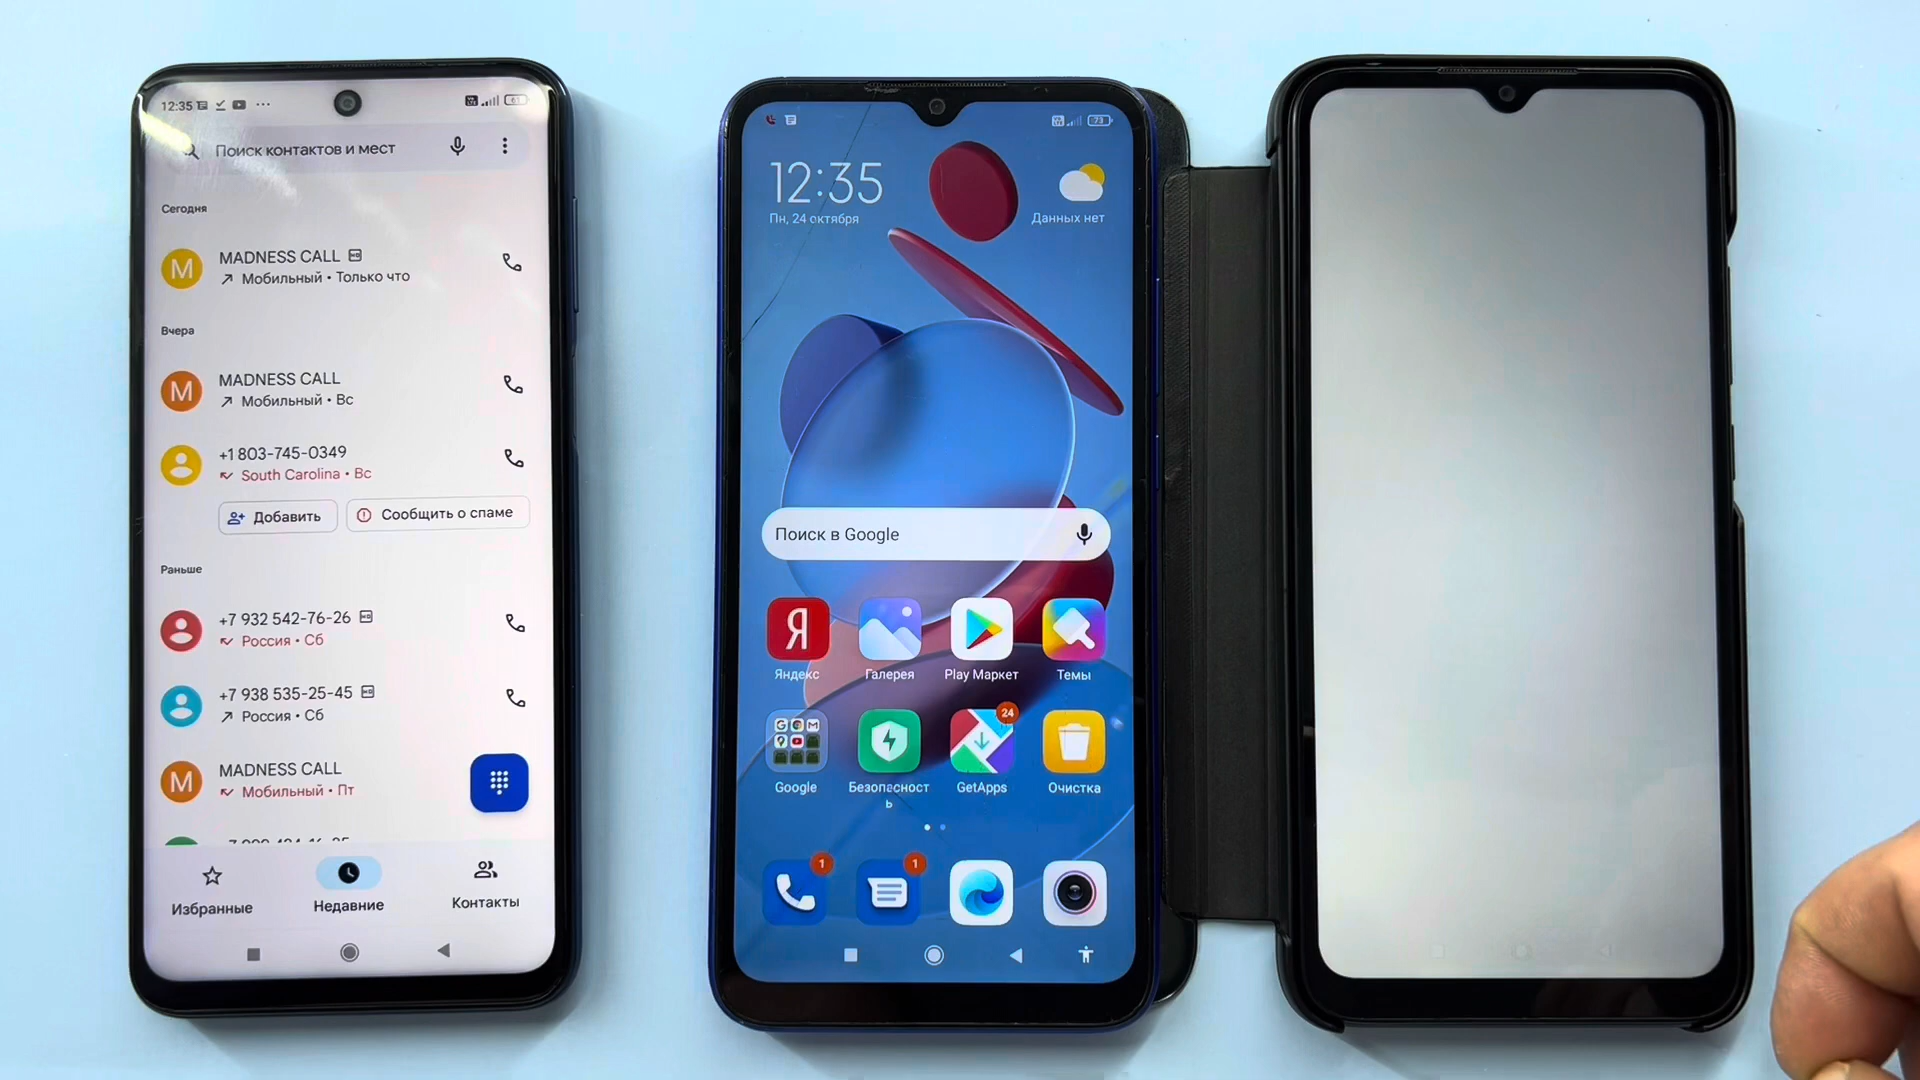 12:35
61
Поиск контактов и мест
Сегодня
M
MADNESS CALL
Мобильный • Только что
Вчера
M
MADNESS CALL
Мобильный • Вс
+1 803-745-0349
South Carolina • Вс
Добавить
Сообщить о спаме
Раньше
+7 932 542-76-26
Россия • Сб
+7 938 535-25-45
Россия • Сб
M
MADNESS CALL
Мобильный • Пт
Избранные
Недавние
Контакты
73
12:35
Пн, 24 октября
Данных нет
Поиск в Google
Я
Яндекс
Галерея
Play Маркет
Темы
24
Google
Безопасност
ь
GetApps
Очистка
1
1